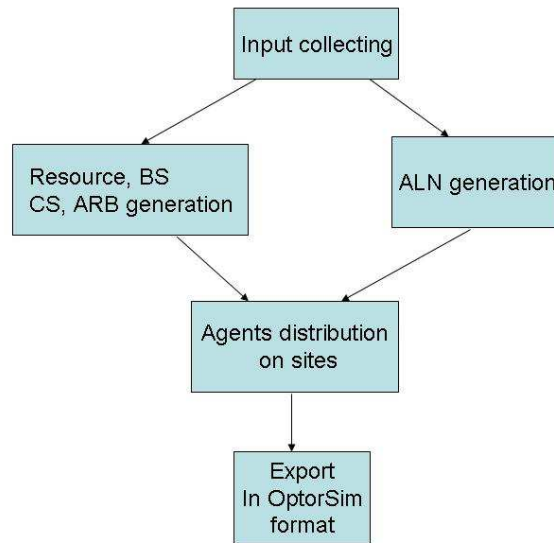 Input collecting
Resource, BS
CS, ARB generation
ALN generation
Agents distribution
on sites
Export
In OptorSim
format